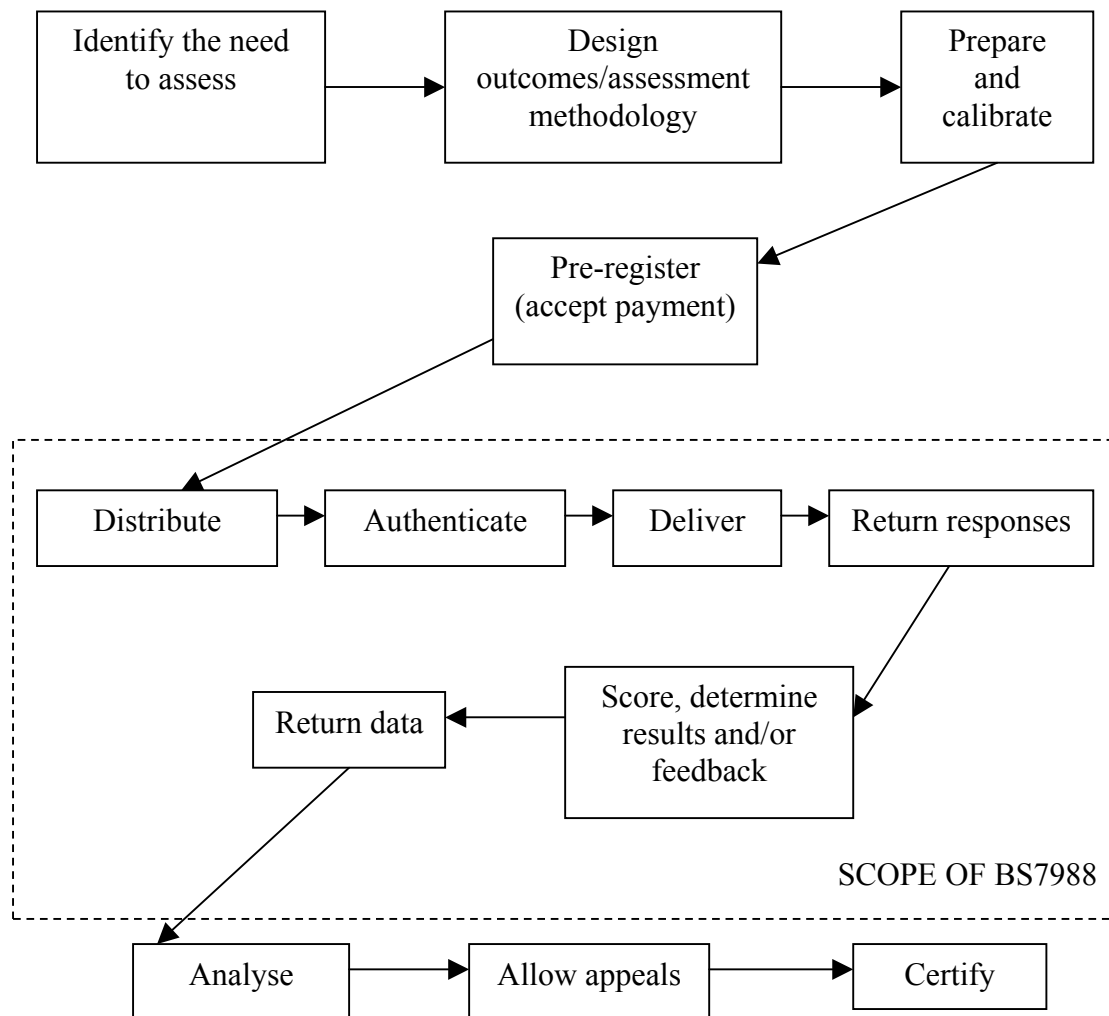 Identify the need
to assess
Design
outcomes/assessment
methodology
Prepare
and
calibrate
Pre-register
(accept payment)
Distribute
Authenticate
Deliver
Return responses
Score, determine
results and/or
feedback
Return data
SCOPE OF BS7988
Analyse
Allow appeals
Certify